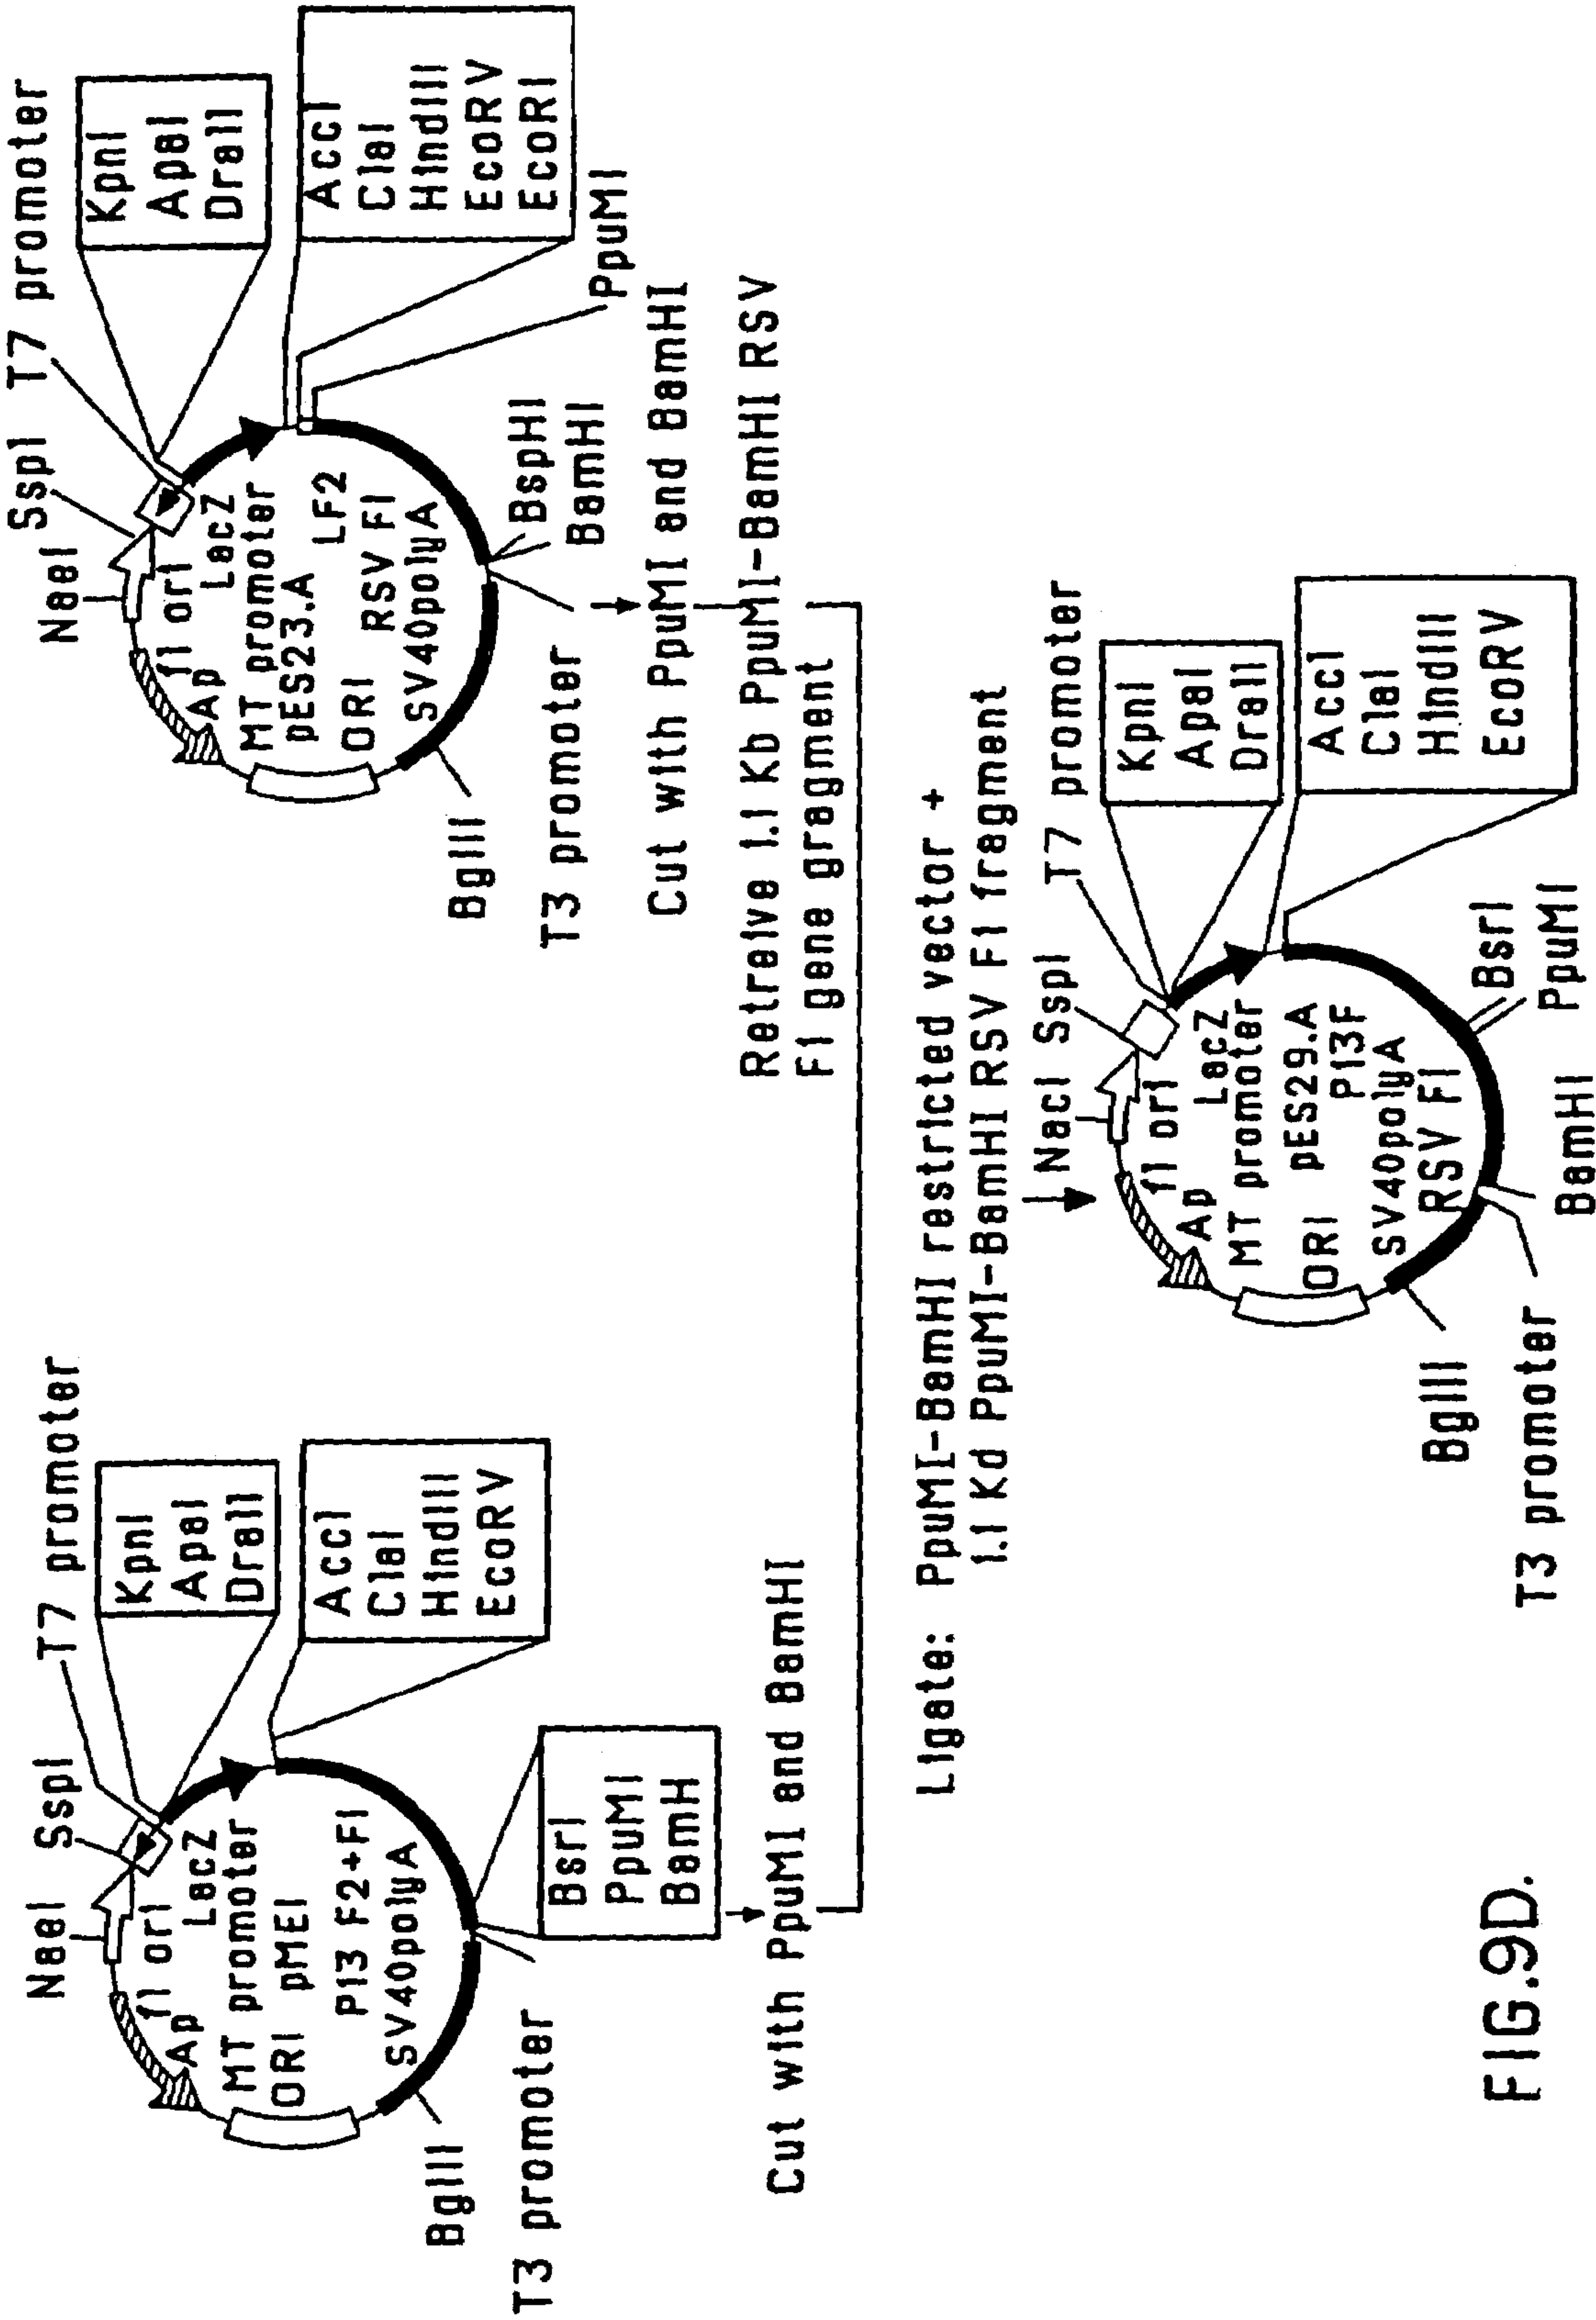 NaeI
SspI
T7 promoter
KpnI
ApaI
DraII
f1 ori
Ap
LacZ
MT promoter
ORI
pMEI
P13 F2+F1
SV40polyA
AccI
ClaI
HindIII
EcoRV
BglII
T3 promoter
BsrI
PpuMI
BamH
Cut with PpuMI and BamHI
NaeI
SspI
T7 promoter
KpnI
ApaI
DraII
f1 ori
Ap
LacZ
MT promoter
pES23.A
LF2
ORI
RSV F1
SV40polyA
AccI
ClaI
HindIII
EcoRV
EcoRI
PpuMI
BspHI
BamHI
BglII
T3 promoter
Cut with PpuMI and BamHI
Retreive 1.1 Kb PpuMI-BamHI RSV
F1 gene gragment
Ligate: PpuMI-BamHI restricted vector +
1.1 Kd PpuMI-BamHI RSV F1 fragment
NacI
SspI
T7 promoter
KpnI
ApaI
DraII
f1 ori
Ap
LacZ
MT promoter
pES29.A
P13F
ORI
SV40polyA
RSV F1
AccI
ClaI
HindIII
EcoRV
BsrI
PpuMI
BamHI
BglII
T3 promoter
FIG.9D.